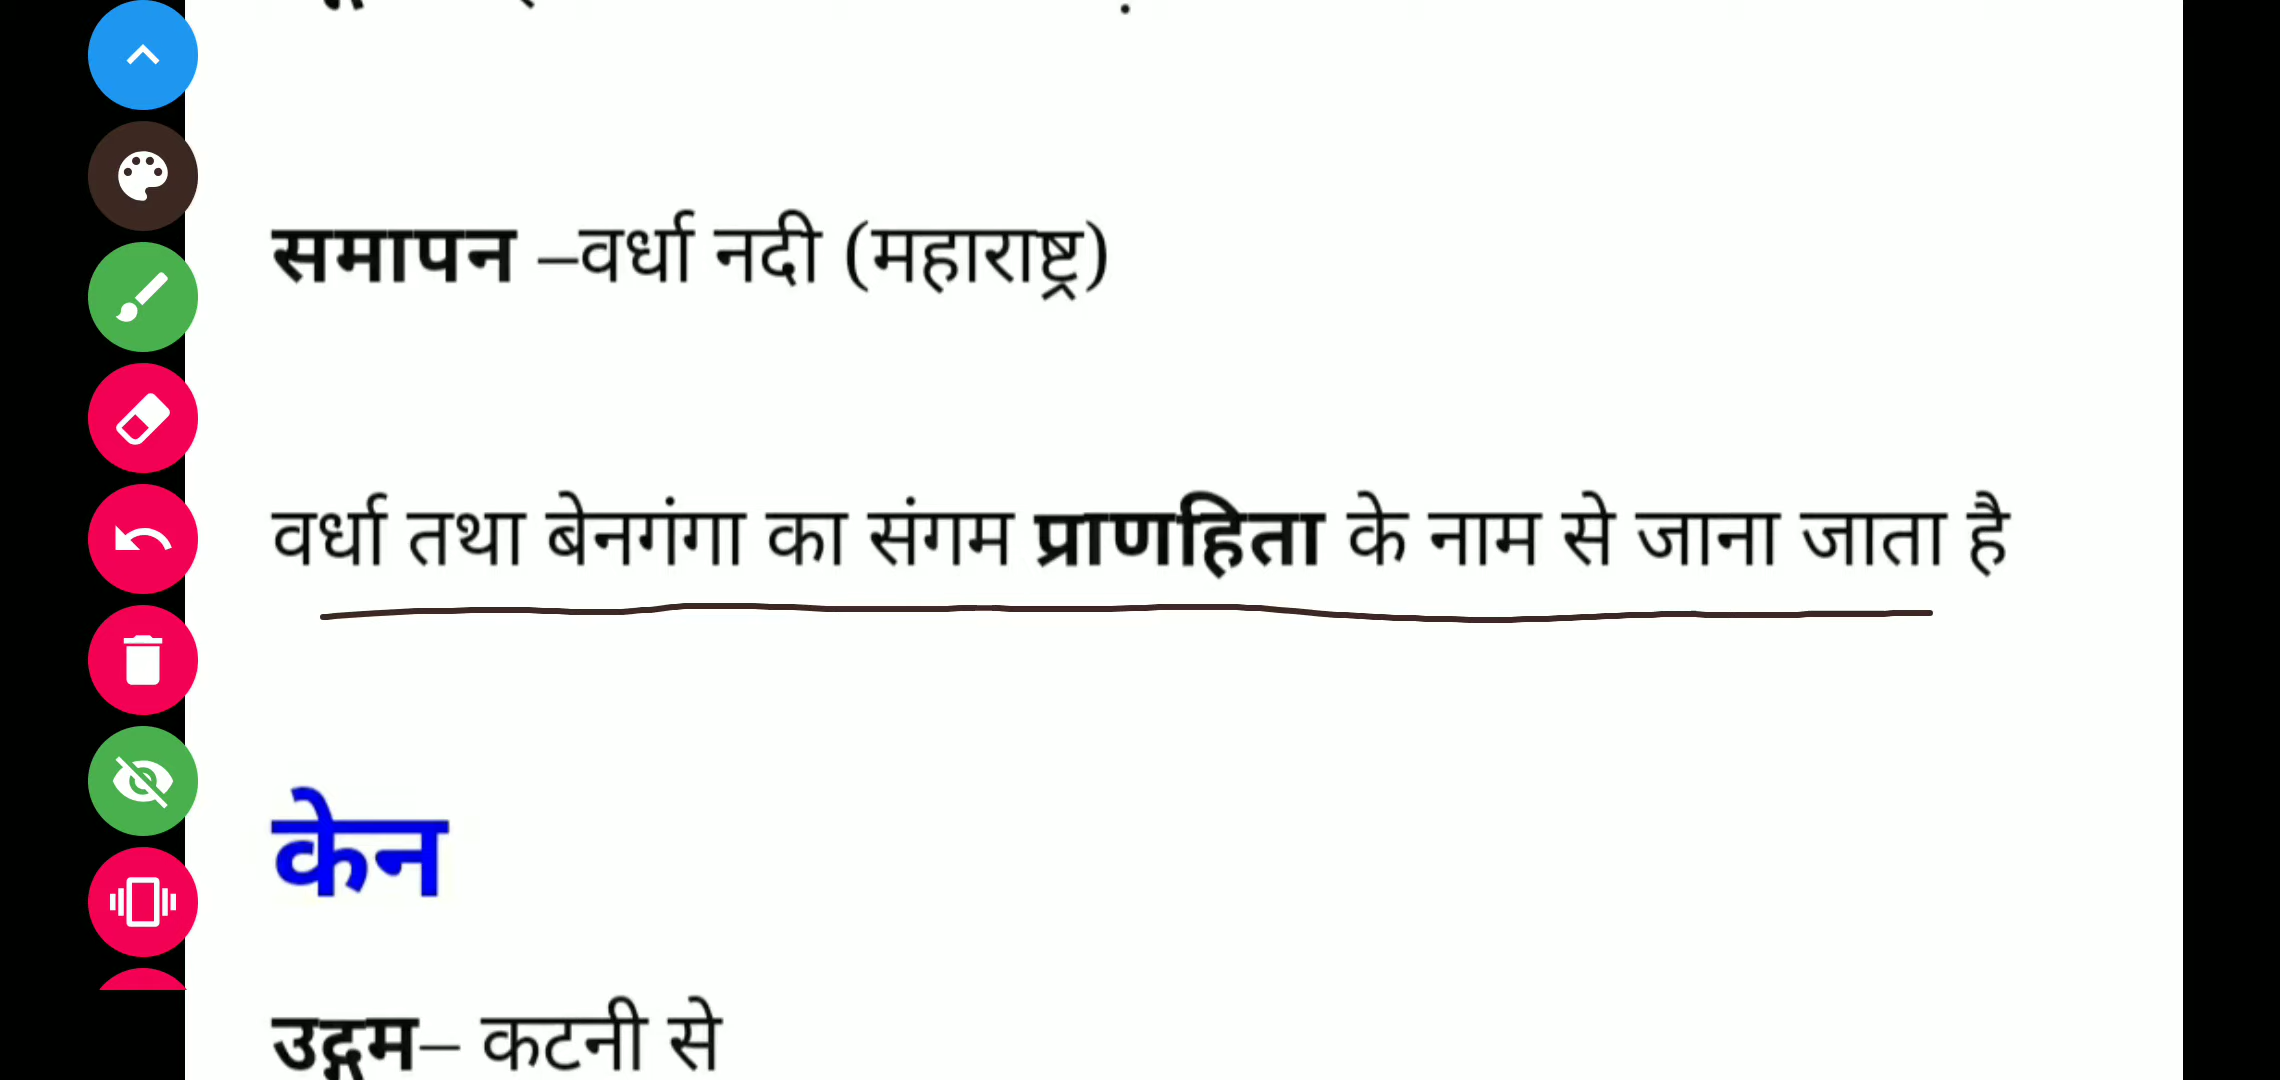 समापन –वर्धा नदी (महाराष्ट्र)
वर्धा तथा बेनगंगा का संगम प्राणहिता के नाम से जाना जाता है
केन
उद्गम– कटनी से